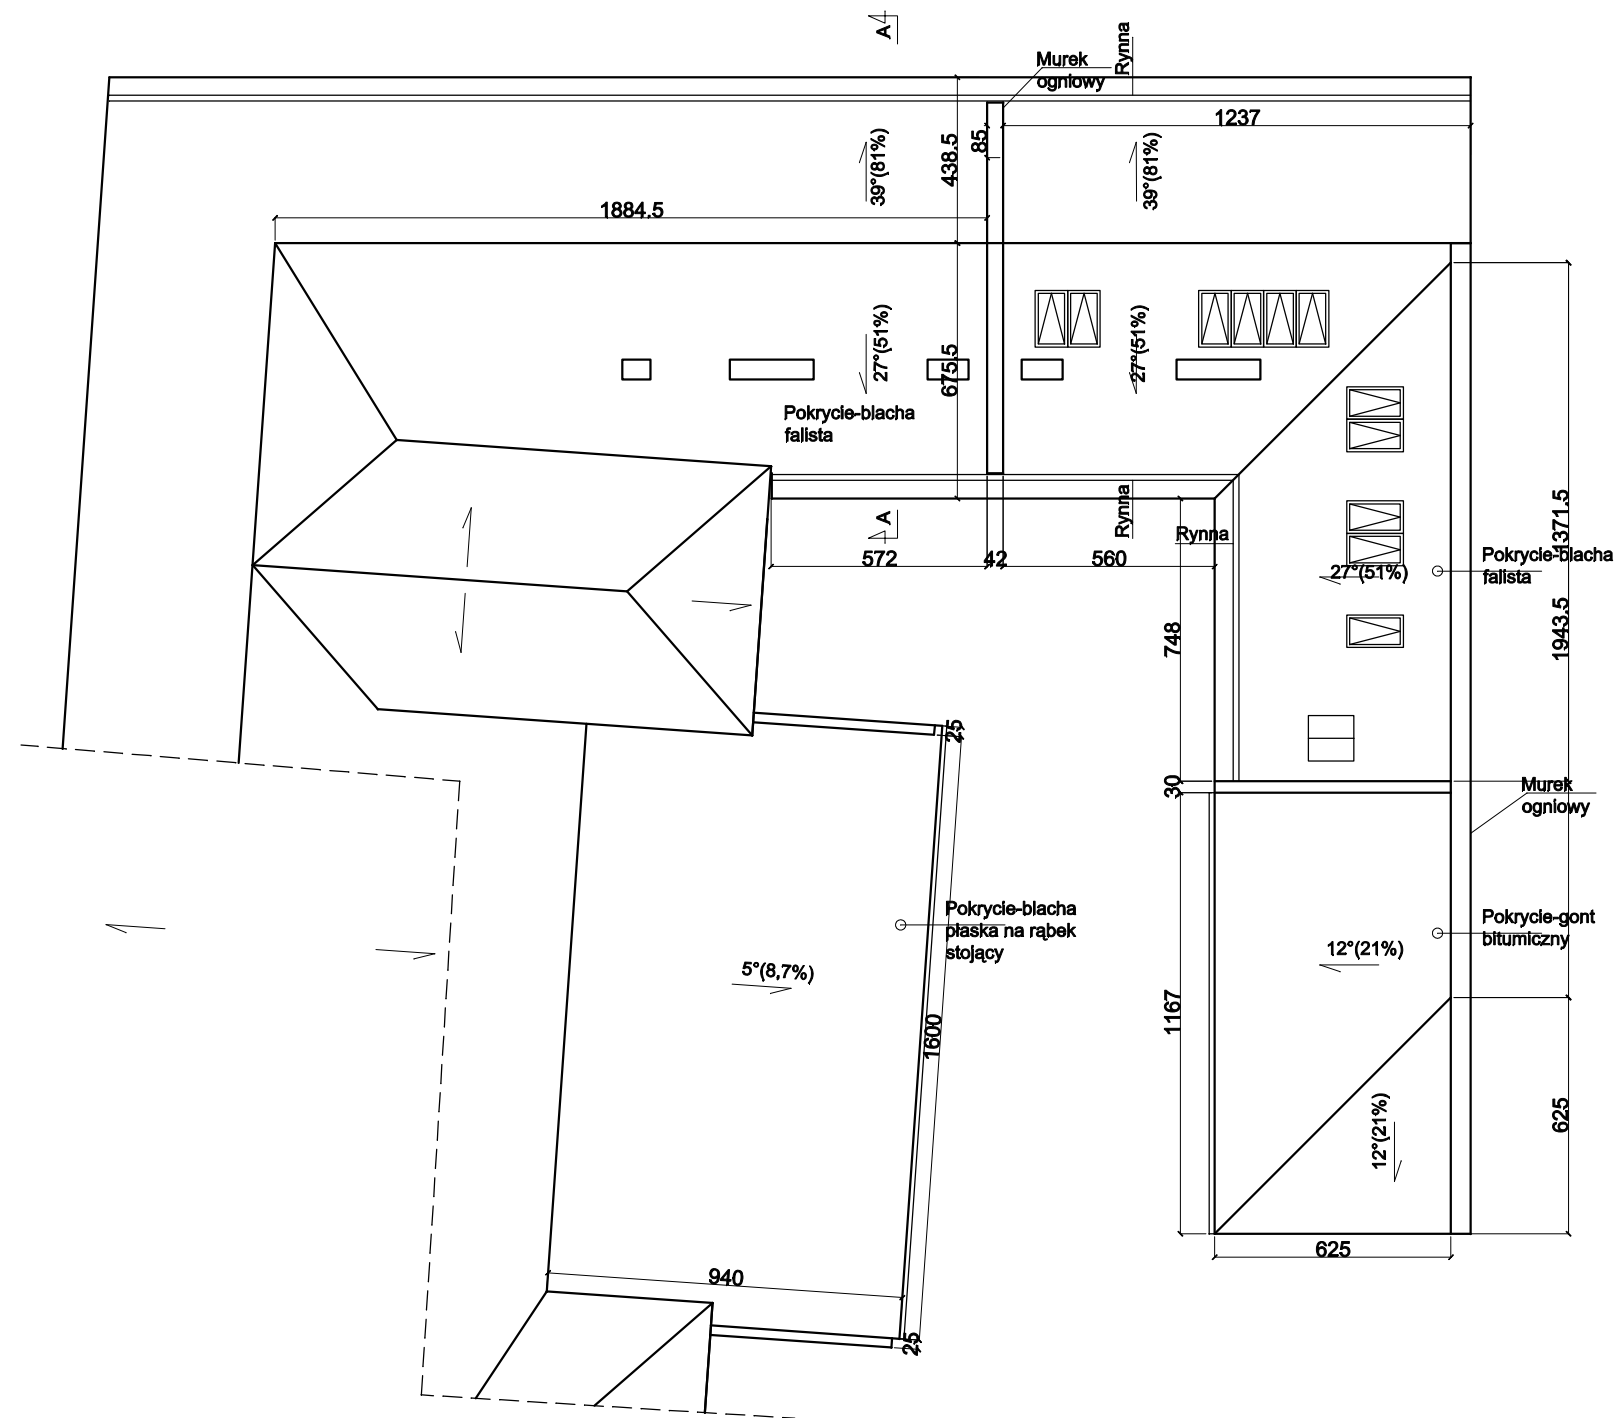 A
Rynna
Murek
ogniowy
1237
438.5
85
39°(81%)
39°(81%)
1884.5
27°(51%)
27°(51%)
675.5
Pokrycie-blacha
falista
A
Rynna
Rynna
572
42
560
1371.5
Pokrycie-blacha
falista
27°(51%)
748
1943.5
25
30
Murek
ogniowy
Pokrycie-blacha
płaska na rąbek
stojący
Pokrycie-gont
bitumiczny
12°(21%)
5°(8,7%)
1167
1600
625
12°(21%)
625
940
25